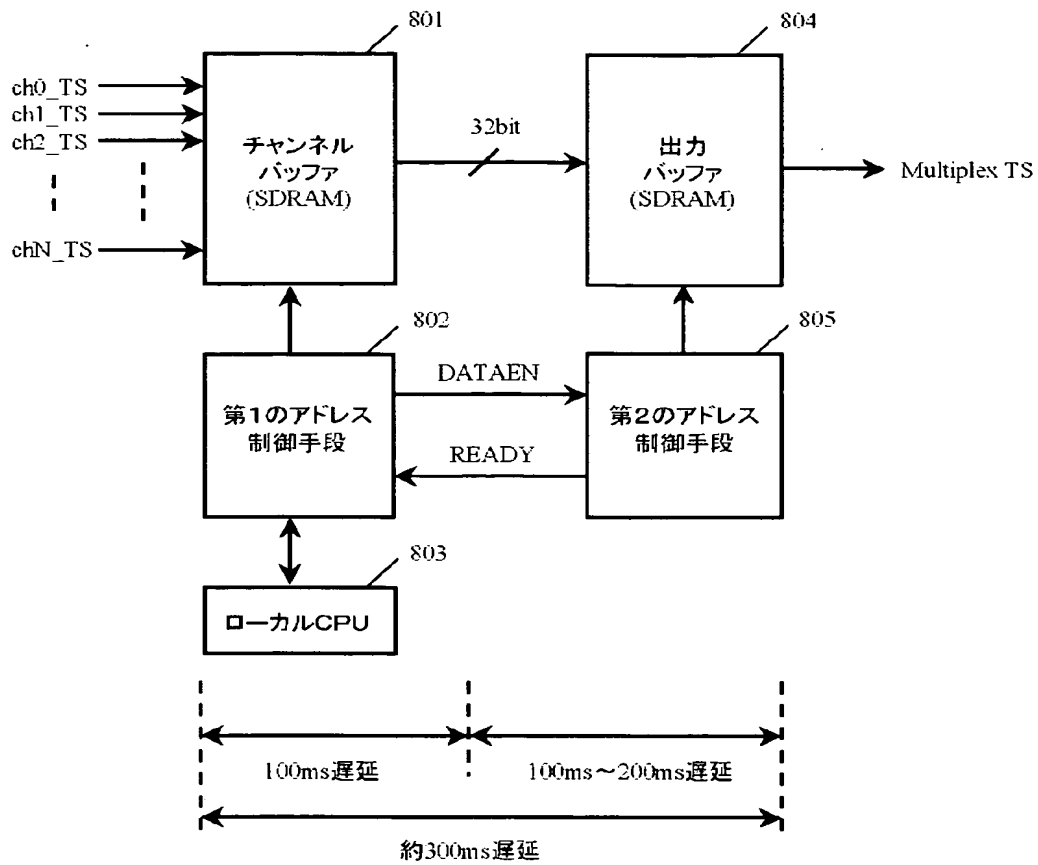 801
804
ch0_TS
ch1_TS
ch2_TS
chN_TS
チャンネル
バッファ
(SDRAM)
32bit
出力
バッファ
(SDRAM)
Multiplex TS
802
805
第1のアドレス
制御手段
DATAEN
READY
第2のアドレス
制御手段
803
ローカルCPU
100ms遅延
100ms～200ms遅延
約300ms遅延